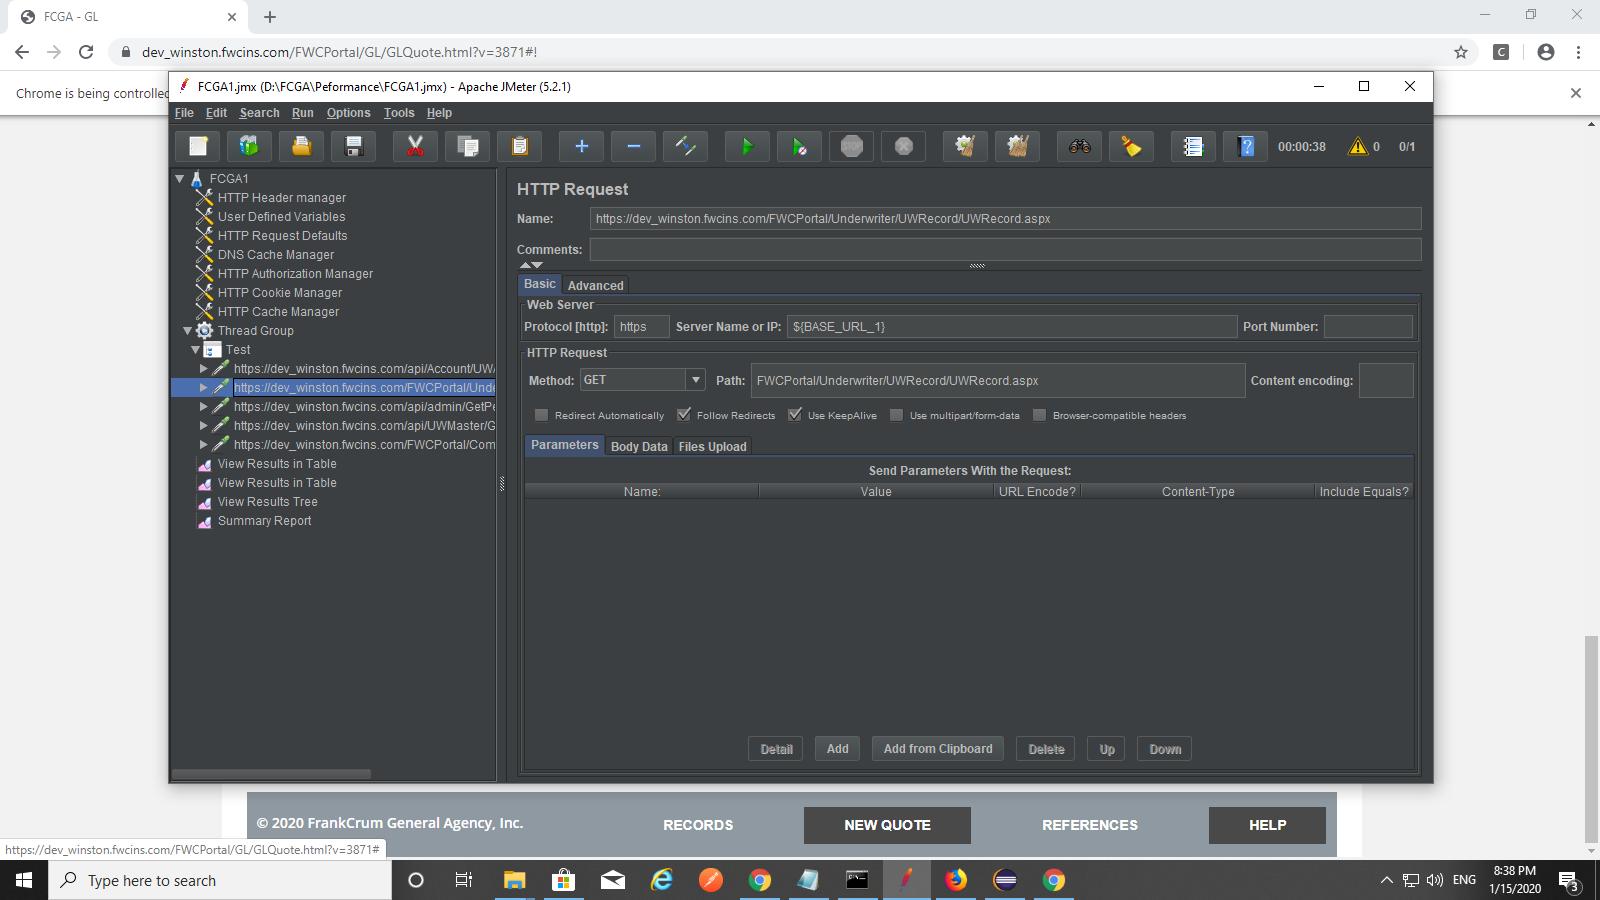 FCGA - GL
dev_winston.fwcins.com/FWCPortal/GL/GLQuote.html?v=3871#!
C
Chrome is being controlled
FCGA1.jmx (D:\FCGA\Peformance\FCGA1.jmx) - Apache JMeter (5.2.1)
File Edit Search Run Options Tools Help
STOP
00:00:38 0 0/1
FCGA1
HTTP Header manager
User Defined Variables
HTTP Request Defaults
DNS Cache Manager
HTTP Authorization Manager
HTTP Cookie Manager
HTTP Cache Manager
Thread Group
Test
https://dev_winston.fwcins.com/api/Account/UW
https://dev_winston.fwcins.com/FWCPortal/Unde
https://dev_winston.fwcins.com/api/admin/GetPe
https://dev_winston.fwcins.com/api/UWMaster/G
https://dev_winston.fwcins.com/FWCPortal/Com
View Results in Table
View Results in Table
View Results Tree
Summary Report
HTTP Request
Name: https://dev_winston.fwcins.com/FWCPortal/Underwriter/UWRecord/UWRecord.aspx
Comments:
Basic Advanced
Web Server
Protocol [http]: https Server Name or IP: ${BASE_URL_1} Port Number:
HTTP Request
Method: GET Path: FWCPortal/Underwriter/UWRecord/UWRecord.aspx Content encoding:
Redirect Automatically Follow Redirects Use KeepAlive Use multipart/form-data Browser-compatible headers
Parameters Body Data Files Upload
Send Parameters With the Request:
Name: Value URL Encode? Content-Type Include Equals?
Detail Add Add from Clipboard Delete Up Down
© 2020 FrankCrum General Agency, Inc. RECORDS NEW QUOTE REFERENCES HELP
https://dev_winston.fwcins.com/FWCPortal/GL/GLQuote.html?v=3871#
Type here to search
ENG
8:38 PM
1/15/2020
3